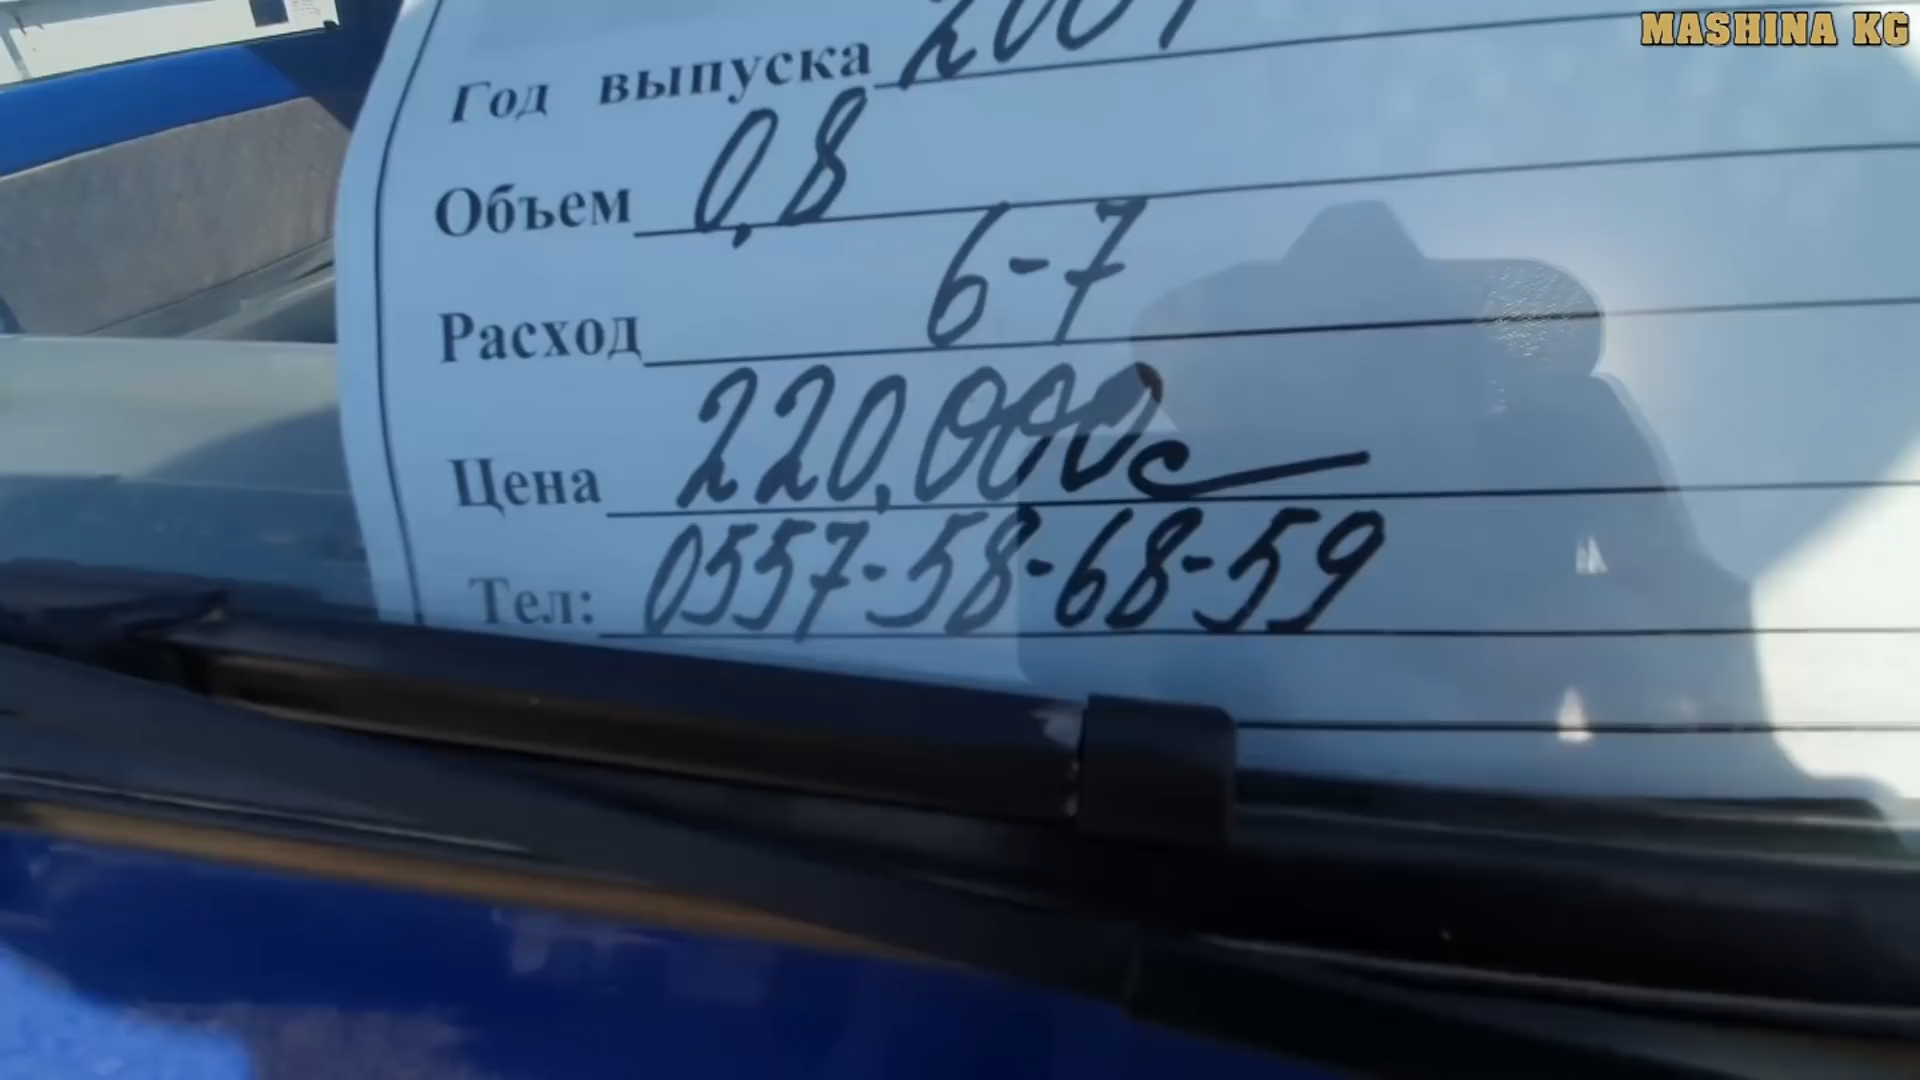 MASHINA KG
Год выпуска
Объем 0,8
Расход 6-7
Цена 220,000с
Тел: 0557-58-68-59